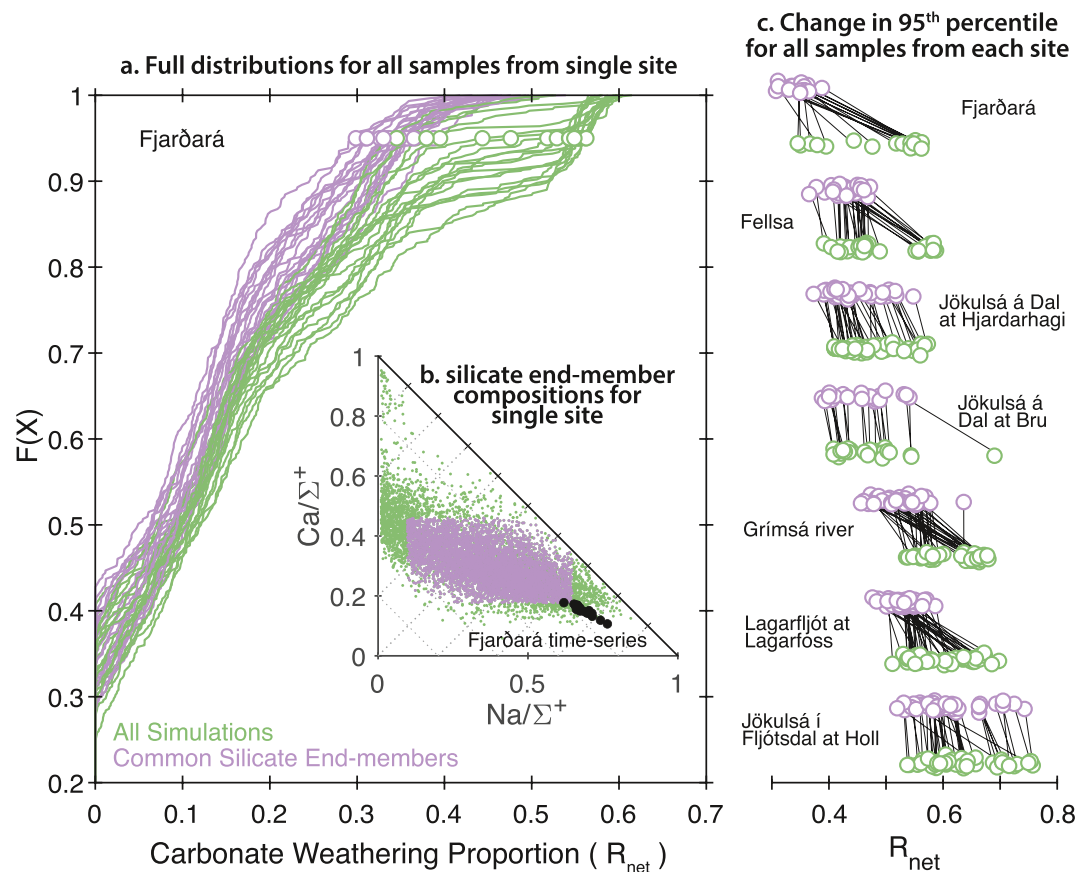 c. Change in 95th percentile
for all samples from each site
a. Full distributions for all samples from single site
Fjarðará
F(X)
1
0.9
0.8
0.7
0.6
0.5
0.4
0.3
0.2
0
0.1
0.2
0.3
0.4
0.5
0.6
0.7
Carbonate Weathering Proportion ( Rnet )
All Simulations
Common Silicate End-members
b. silicate end-member
compositions for
single site
Ca/Σ+
1
0.8
0.6
0.4
0.2
0
Fjarðará time-series
0
0.5
1
Na/Σ+
Fjarðará
Fellsa
Jökulsá á Dal
at Hjardarhagi
Jökulsá á
Dal at Bru
Grímsá river
Lagarfljót at
Lagarfoss
Jökulsá í
Fljótsdal at Holl
0.4
0.6
0.8
Rnet